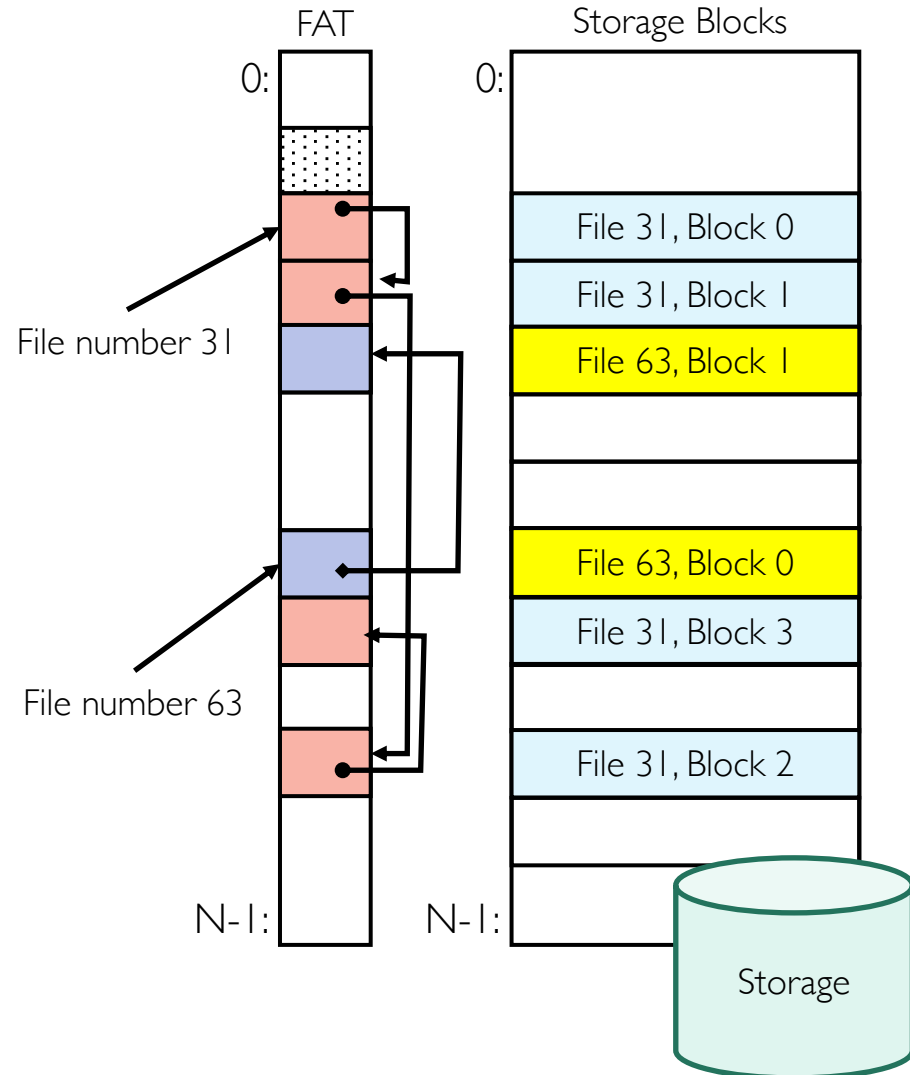 FAT
Storage Blocks
0:
0:
File 31, Block 0
File 31, Block 1
File number 31
File 63, Block 1
File 63, Block 0
File 31, Block 3
File number 63
File 31, Block 2
N-1:
N-1:
Storage